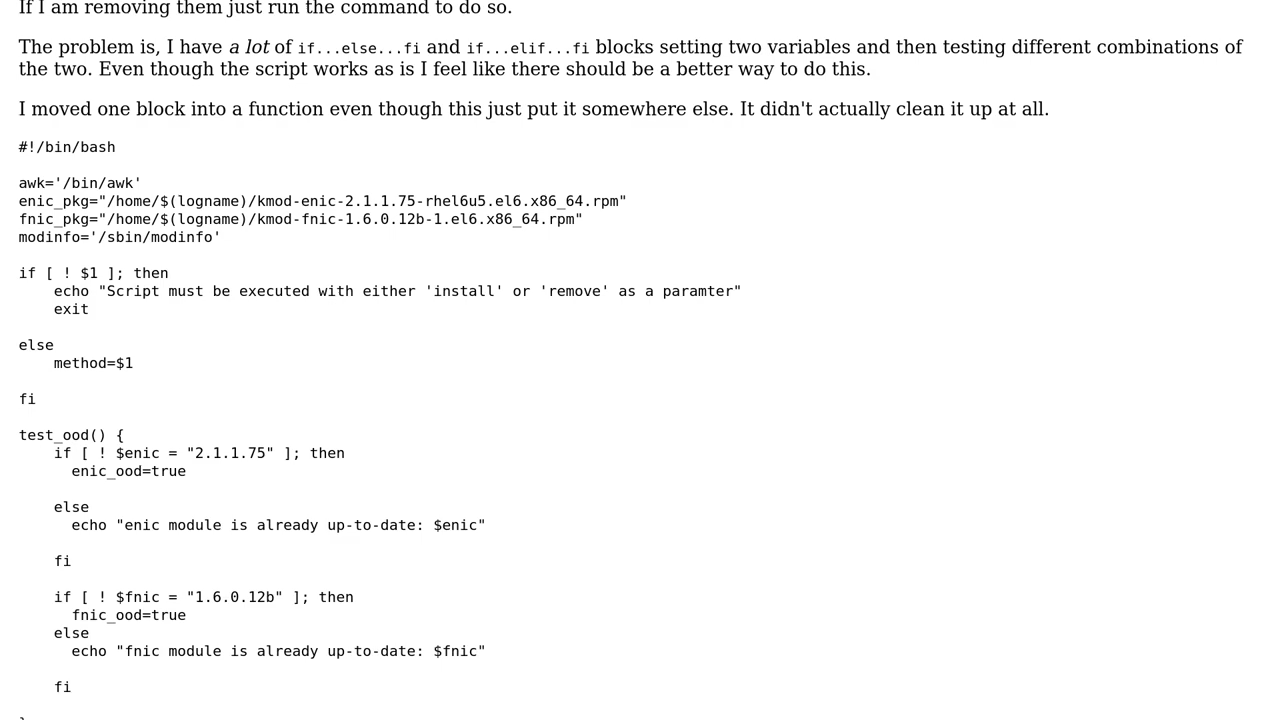 If I am removing them just run the command to do so.
The problem is, I have a lot of if...else...fi and if...elif...fi blocks setting two variables and then testing different combinations of
the two. Even though the script works as is I feel like there should be a better way to do this.
I moved one block into a function even though this just put it somewhere else. It didn't actually clean it up at all.
#!/bin/bash
awk='/bin/awk'
enic_pkg="/home/$(logname)/kmod-enic-2.1.1.75-rhel6u5.el6.x86_64.rpm"
fnic_pkg="/home/$(logname)/kmod-fnic-1.6.0.12b-1.el6.x86_64.rpm"
modinfo='/sbin/modinfo'
if [ ! $1 ]; then
    echo "Script must be executed with either 'install' or 'remove' as a paramter"
    exit
else
    method=$1
fi
test_ood() {
    if [ ! $enic = "2.1.1.75" ]; then
      enic_ood=true
    else
      echo "enic module is already up-to-date: $enic"
    fi
    if [ ! $fnic = "1.6.0.12b" ]; then
      fnic_ood=true
    else
      echo "fnic module is already up-to-date: $fnic"
    fi
}